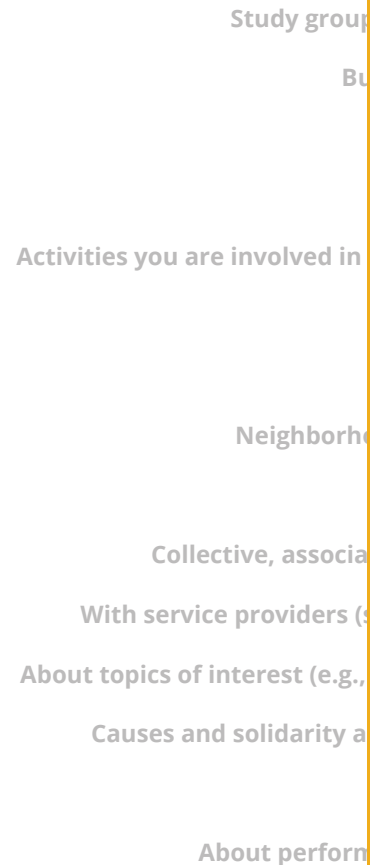 Study group
Bu
Activities you are involved in
Neighborho
Collective, associa
With service providers (s
About topics of interest (e.g.,
Causes and solidarity a
About perform